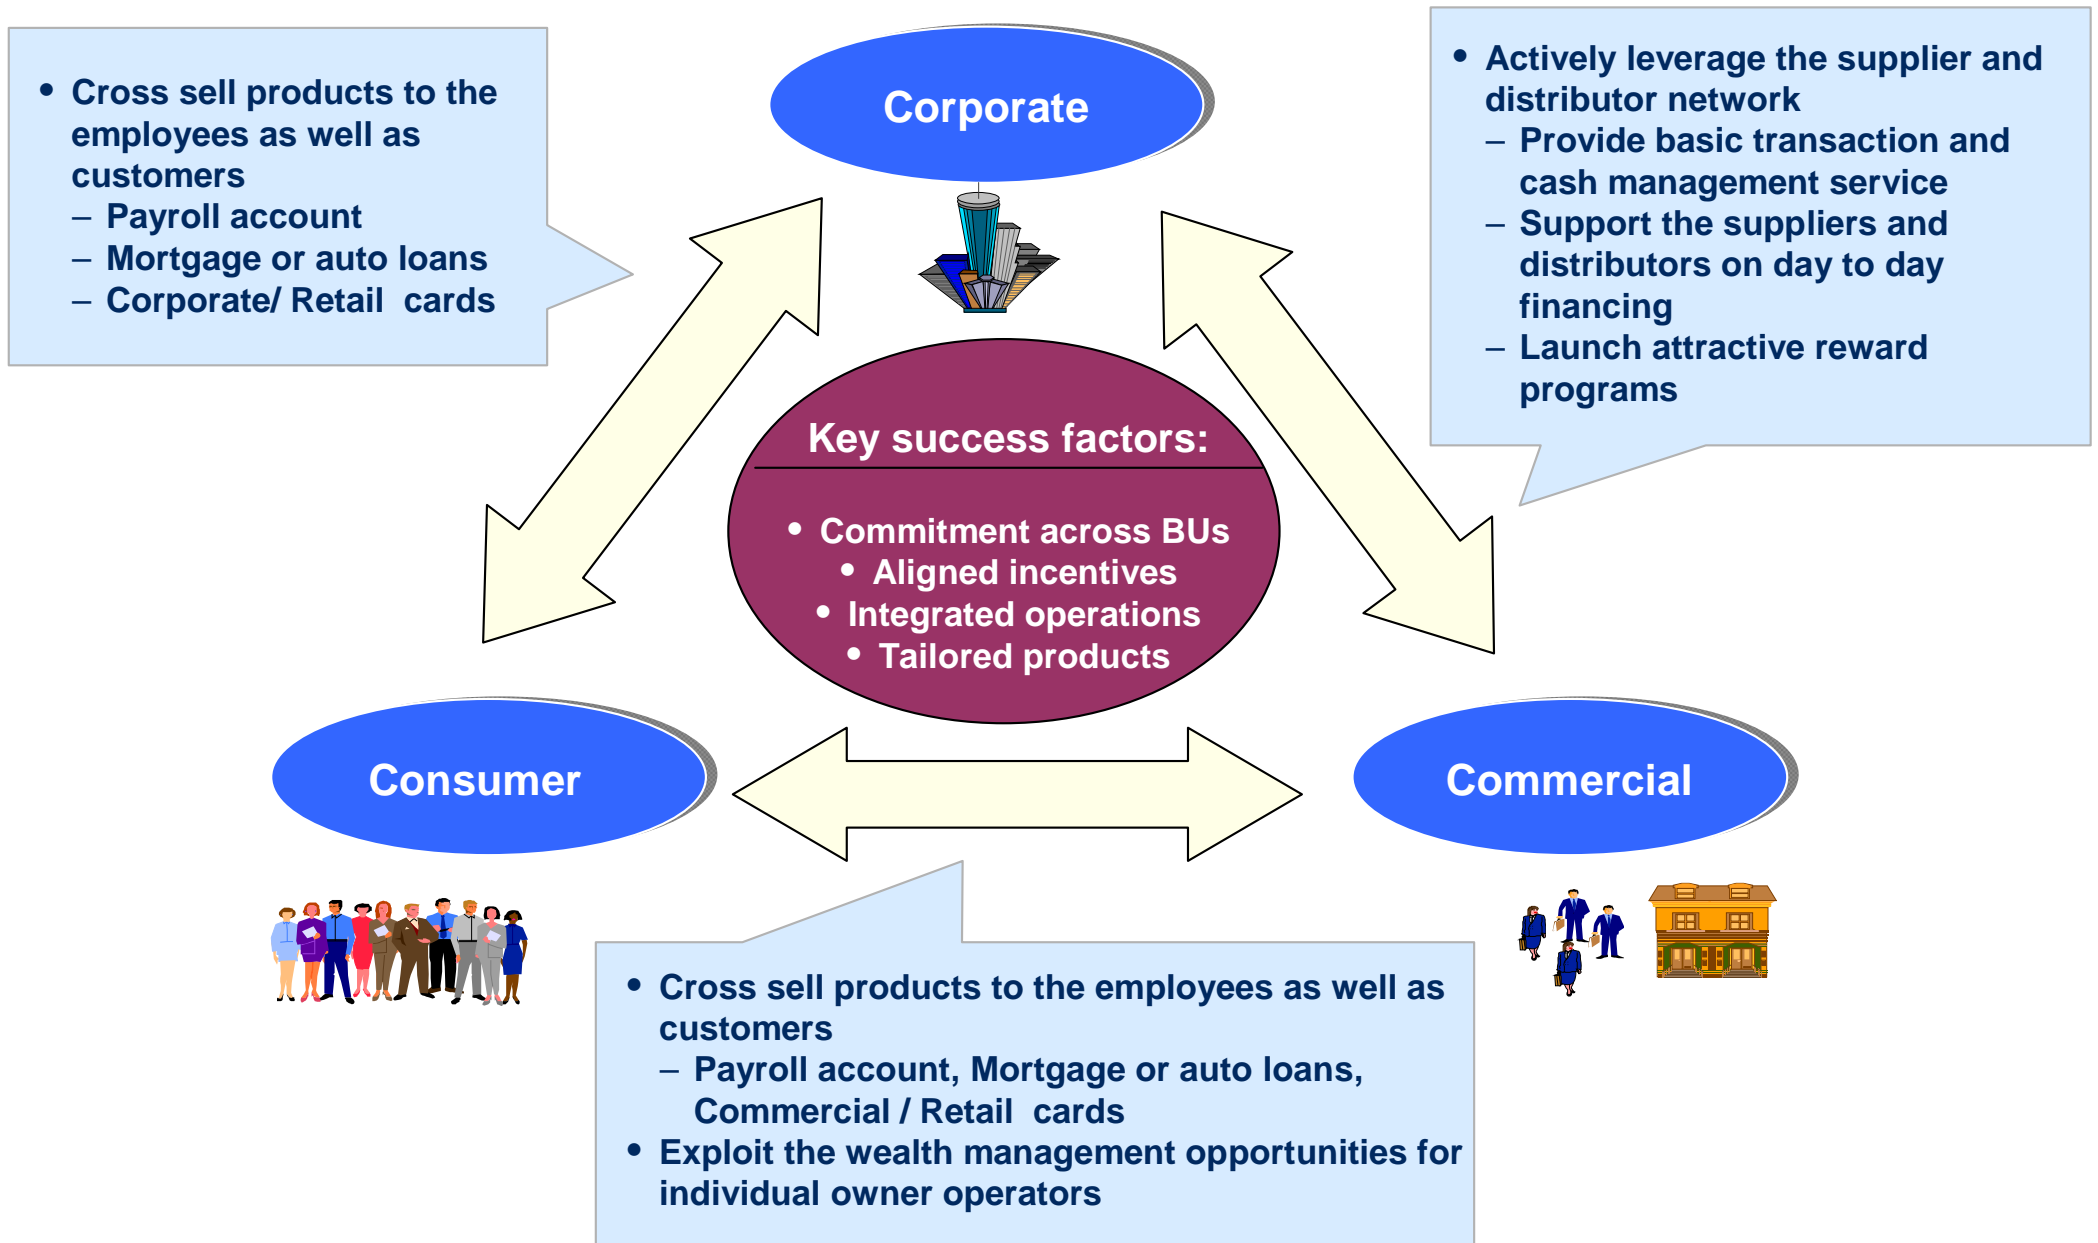 • Cross sell products to the
employees as well as
customers
– Payroll account
– Mortgage or auto loans
– Corporate/ Retail cards
Corporate
• Actively leverage the supplier and
distributor network
– Provide basic transaction and
cash management service
– Support the suppliers and
distributors on day to day
financing
– Launch attractive reward
programs
Key success factors:
• Commitment across BUs
• Aligned incentives
• Integrated operations
• Tailored products
Consumer
Commercial
• Cross sell products to the employees as well as
customers
– Payroll account, Mortgage or auto loans,
Commercial / Retail cards
• Exploit the wealth management opportunities for
individual owner operators